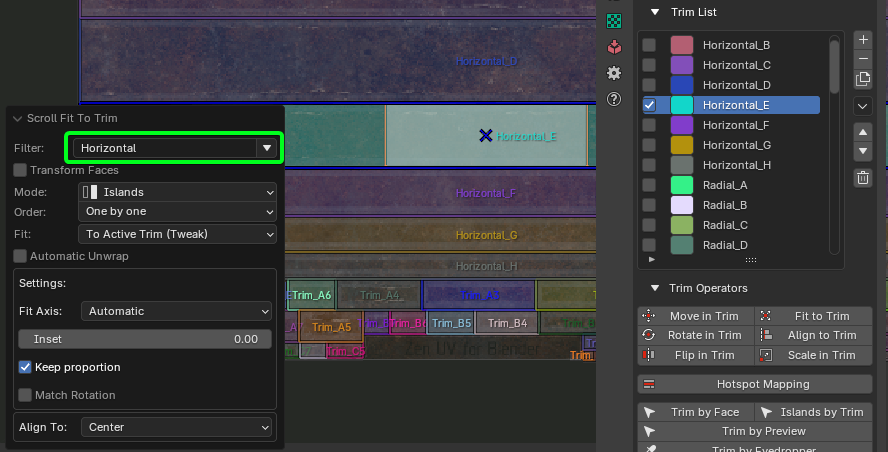 Scroll Fit To Trim
Filter:
Horizontal
Transform Faces
Mode:
Islands
Order:
One by one
Fit:
To Active Trim (Tweak)
Automatic Unwrap
Settings:
Fit Axis:
Automatic
Inset
0.00
Keep proportion
Match Rotation
Align To:
Center
Horizontal_D
Horizontal_E
Horizontal_F
Horizontal_G
Horizontal_H
Trim_A6
Trim_A4
Trim_A3
Trim_A5
Trim_B5
Trim_B4
Zen UV for Blender
Trim List
Horizontal_B
Horizontal_C
Horizontal_D
Horizontal_E
Horizontal_F
Horizontal_G
Horizontal_H
Radial_A
Radial_B
Radial_C
Radial_D
Trim Operators
Move in Trim
Fit to Trim
Rotate in Trim
Align to Trim
Flip in Trim
Scale in Trim
Hotspot Mapping
Trim by Face
Islands by Trim
Trim by Preview
Trim by Eyedropper